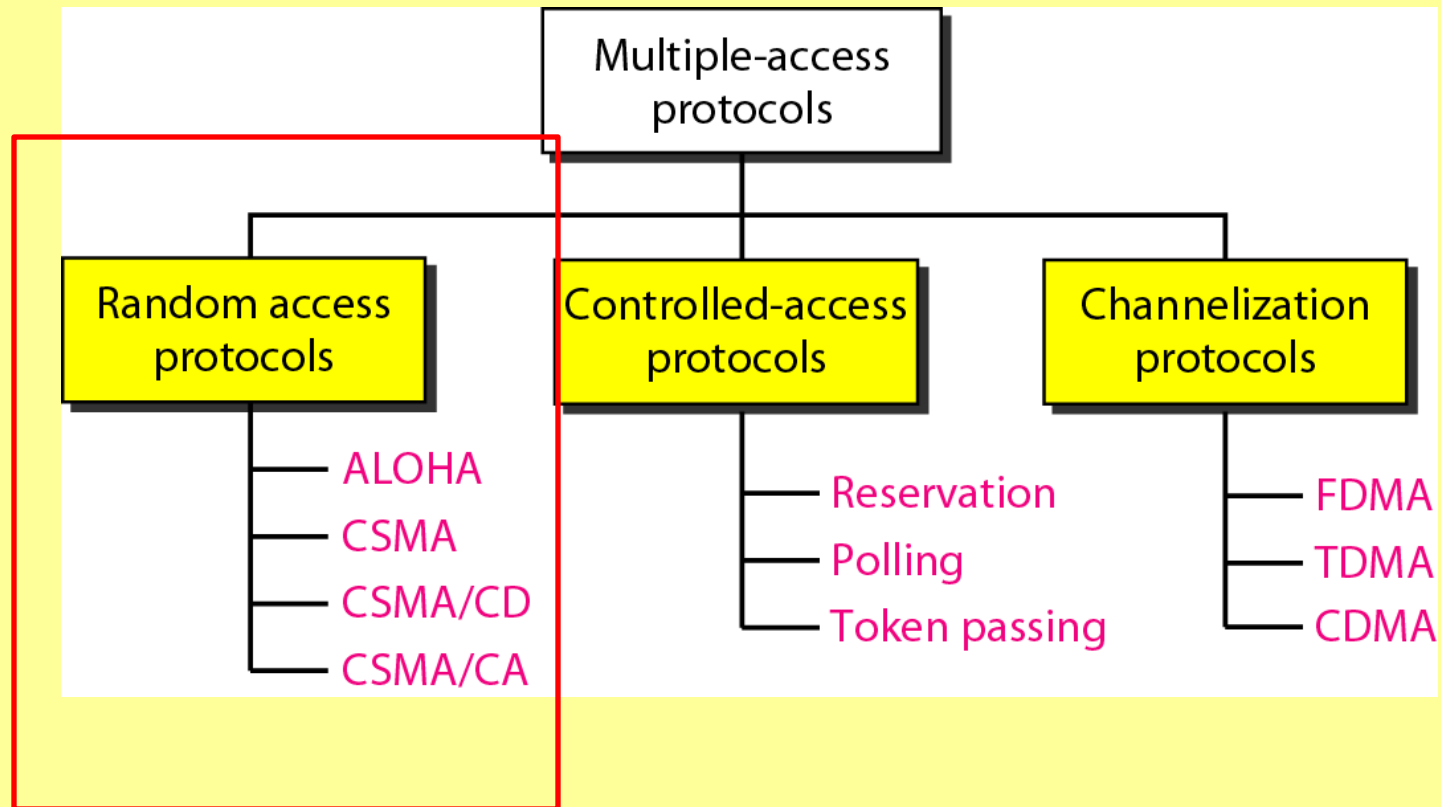 Multiple-access
protocols
Random access
protocols
ALOHA
CSMA
CSMA/CD
CSMA/CA
Controlled-access
protocols
Reservation
Polling
Token passing
Channelization
protocols
FDMA
TDMA
CDMA